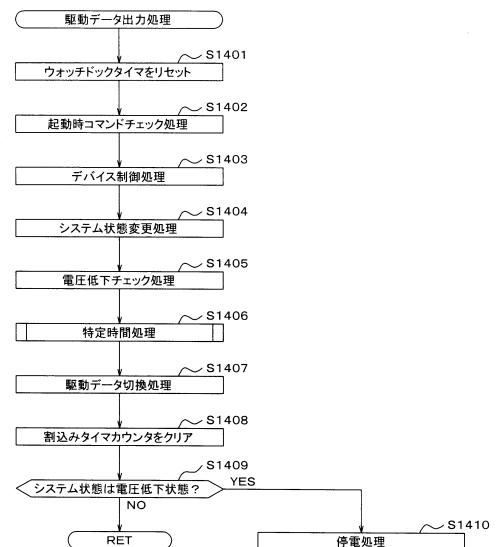 駆動データ出力処理
S1401
ウォッチドックタイマをリセット
S1402
起動時コマンドチェック処理
S1403
デバイス制御処理
S1404
システム状態変更処理
S1405
電圧低下チェック処理
S1406
特定時間処理
S1407
駆動データ切換処理
S1408
割込みタイマカウンタをクリア
S1409
システム状態は電圧低下状態？
YES
NO
S1410
RET
停電処理